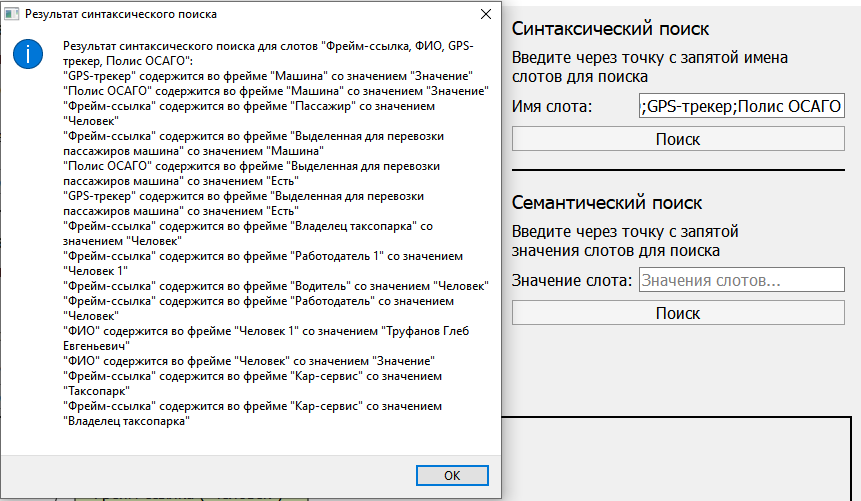 Результат синтаксического поиска
Результат синтаксического поиска для слотов "Фрейм-ссылка, ФИО, GPS-
трекер, Полис ОСАГО":
"GPS-трекер" содержится во фрейме "Машина" со значением "Значение"
"Полис ОСАГО" содержится во фрейме "Машина" со значением "Значение"
"Фрейм-ссылка" содержится во фрейме "Пассажир" со значением
"Человек"
"Фрейм-ссылка" содержится во фрейме "Выделенная для перевозки
пассажиров машина" со значением "Машина"
"Полис ОСАГО" содержится во фрейме "Выделенная для перевозки
пассажиров машина" со значением "Есть"
"GPS-трекер" содержится во фрейме "Выделенная для перевозки
пассажиров машина" со значением "Есть"
"Фрейм-ссылка" содержится во фрейме "Владелец таксопарка" со
значением "Человек"
"Фрейм-ссылка" содержится во фрейме "Работодатель 1" со значением
"Человек 1"
"Фрейм-ссылка" содержится во фрейме "Водитель" со значением "Человек"
"Фрейм-ссылка" содержится во фрейме "Работодатель" со значением
"Человек"
"ФИО" содержится во фрейме "Человек 1" со значением "Труфанов Глеб
Евгеньевич"
"ФИО" содержится во фрейме "Человек" со значением "Значение"
"Фрейм-ссылка" содержится во фрейме "Кар-сервис" со значением
"Таксопарк"
"Фрейм-ссылка" содержится во фрейме "Кар-сервис" со значением
"Владелец таксопарка"
OK
Синтаксический поиск
Введите через точку с запятой имена
слотов для поиска
Имя слота: ;GPS-трекер;Полис ОСАГО
Поиск
Семантический поиск
Введите через точку с запятой
значения слотов для поиска
Значение слота: Значения слотов...
Поиск